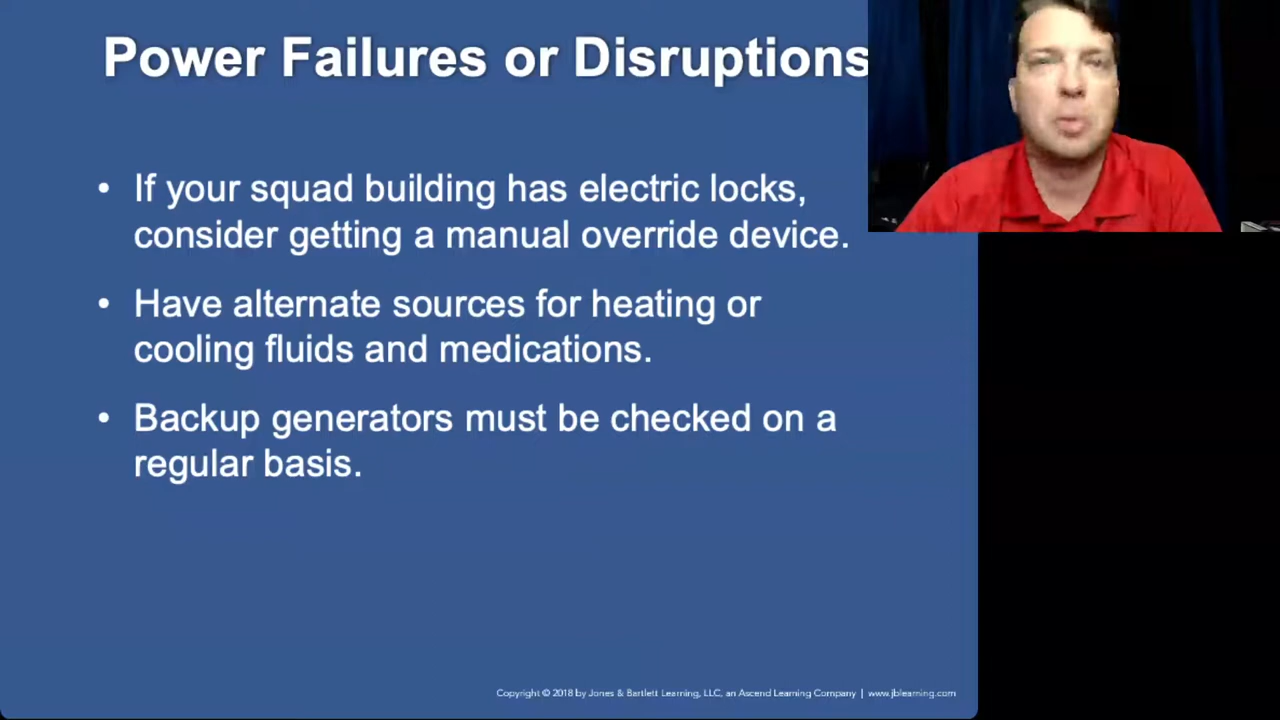 Power Failures or Disruptions
• If your squad building has electric locks,
consider getting a manual override device.
• Have alternate sources for heating or
cooling fluids and medications.
• Backup generators must be checked on a
regular basis.
Copyright © 2018 by Jones & Bartlett Learning, LLC, an Ascend Learning Company | www.jblearning.com